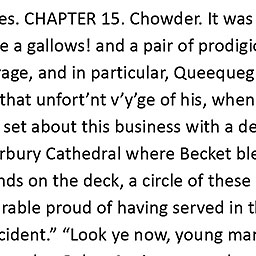 es. CHAPTER 15. Chowder. It was
e a gallows! and a pair of prodigi
rage, and in particular, Queequeg
that unfort’nt v’y’ge of his, when
set about this business with a de
rbury Cathedral where Becket ble
nds on the deck, a circle of these
rable proud of having served in t
cident.” “Look ye now, young mar